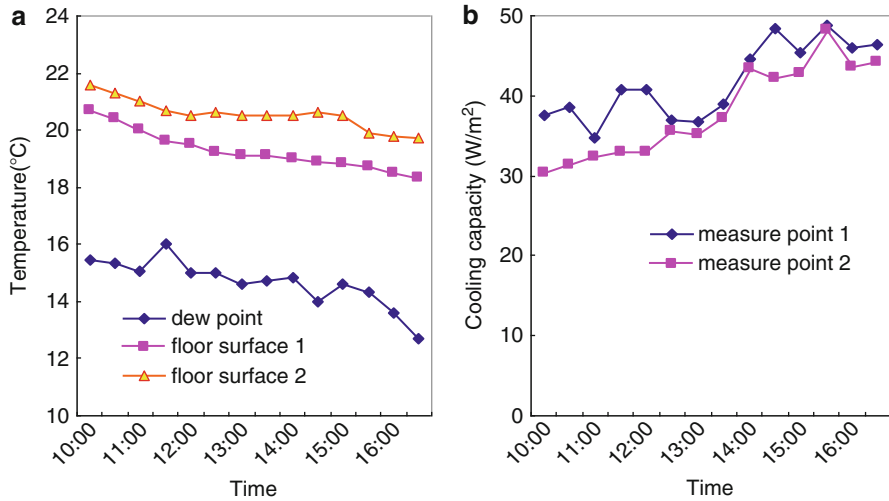 a
24
22
20
18
16
14
12
10
Temperature(°C)
dew point
floor surface 1
floor surface 2
10:00
11:00
12:00
13:00
14:00
15:00
16:00
Time
b
50
40
30
20
10
0
Cooling capacity (W/m²)
measure point 1
measure point 2
10:00
11:00
12:00
13:00
14:00
15:00
16:00
Time